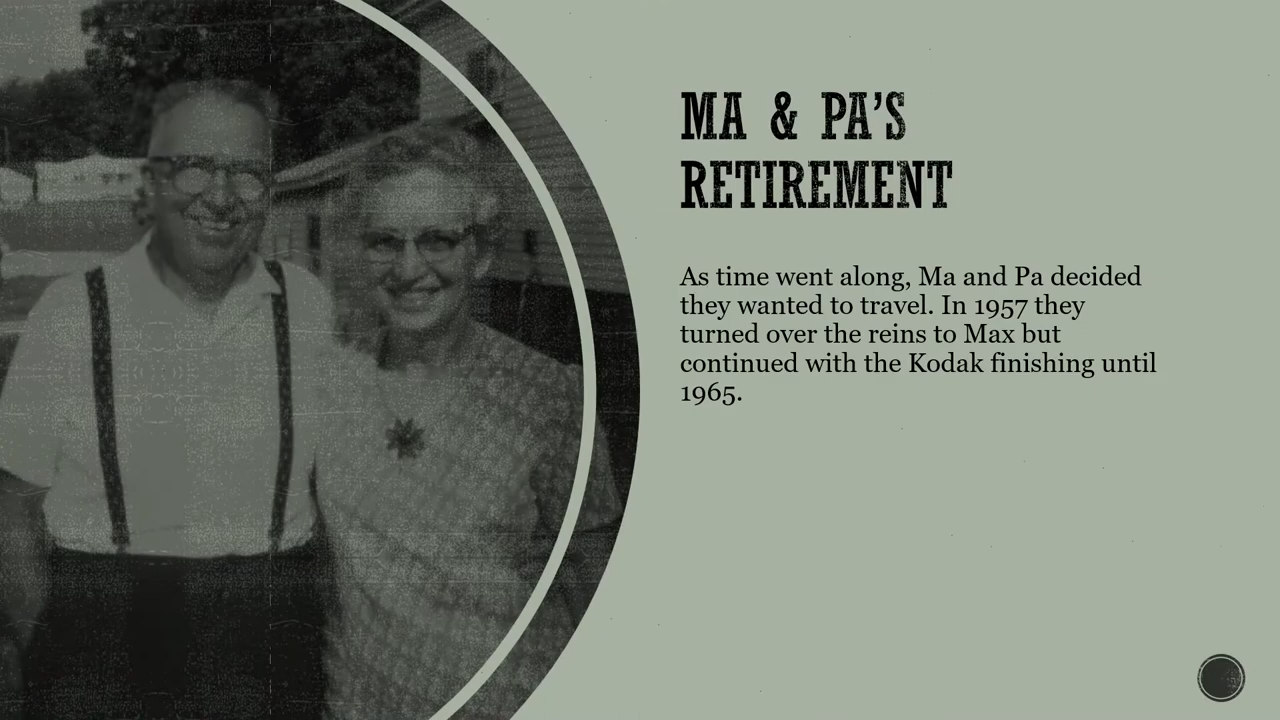 MA & PA’S
RETIREMENT
As time went along, Ma and Pa decided
they wanted to travel. In 1957 they
turned over the reins to Max but
continued with the Kodak finishing until
1965.